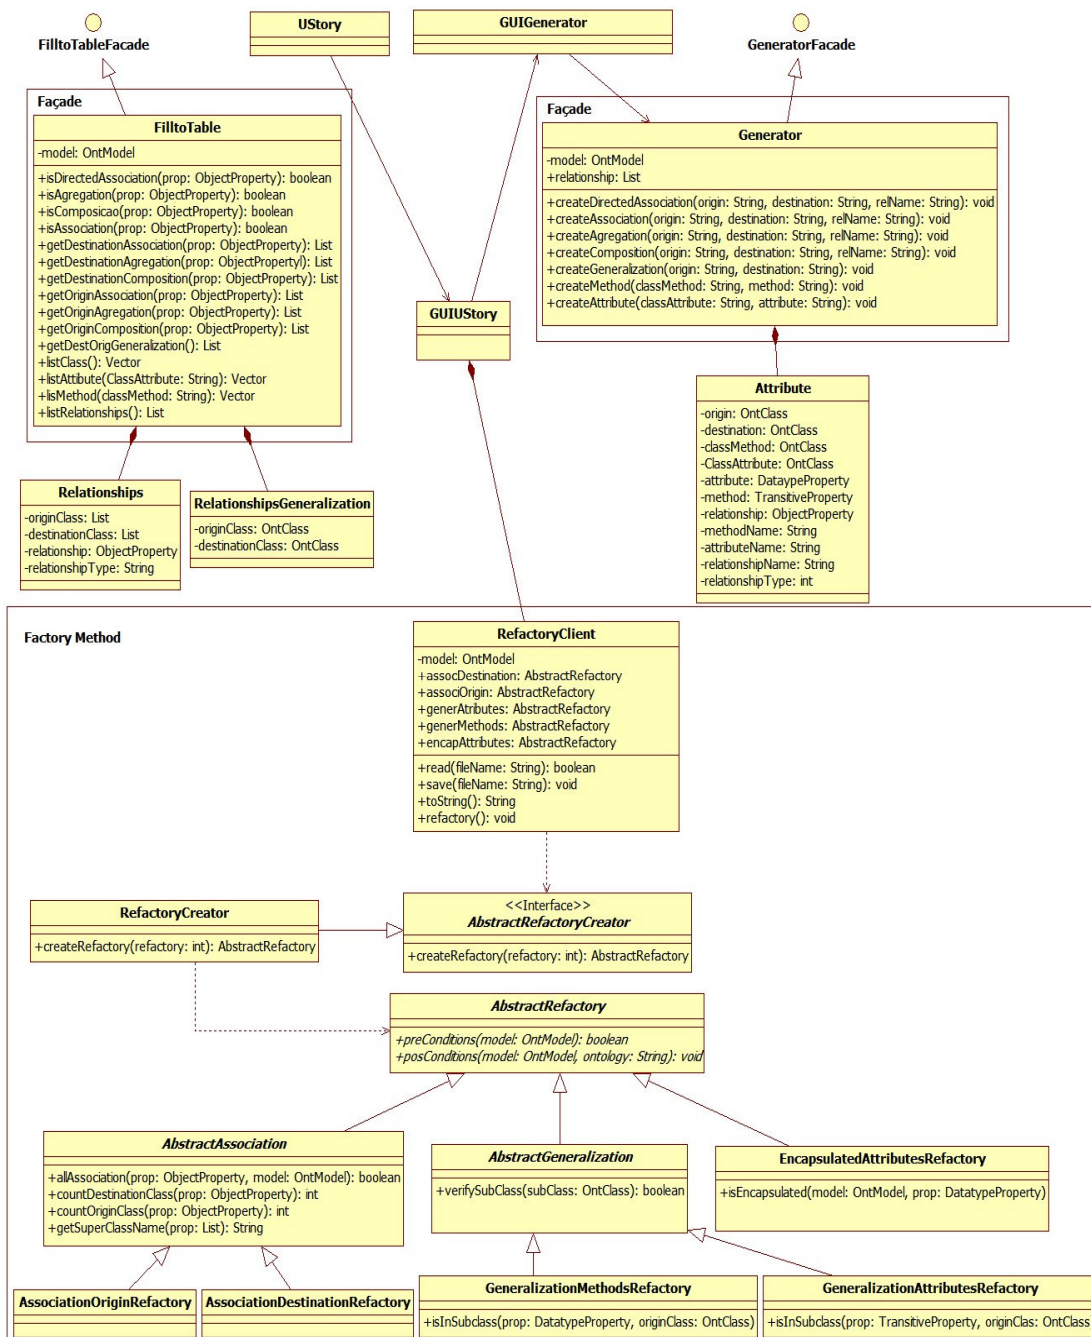 FilltoTableFacade
UStory
GUIGenerator
GeneratorFacade
Façade
FilltoTable
-model: OntModel
+isDirectedAssociation(prop: ObjectProperty): boolean
+isAgregation(prop: ObjectProperty): boolean
+isComposicao(prop: ObjectProperty): boolean
+isAssociation(prop: ObjectProperty): boolean
+getDestinationAssociation(prop: ObjectProperty): List
+getDestinationAgregation(prop: ObjectPropertyl): List
+getDestinationComposition(prop: ObjectProperty): List
+getOriginAssociation(prop: ObjectProperty): List
+getOriginAgregation(prop: ObjectProperty): List
+getOriginComposition(prop: ObjectProperty): List
+getDestOrigGeneralization(): List
+listClass(): Vector
+listAttibute(ClassAttribute: String): Vector
+lisMethod(classMethod: String): Vector
+listRelationships(): List
Façade
Generator
-model: OntModel
+relationship: List
+createDirectedAssociation(origin: String, destination: String, relName: String): void
+createAssociation(origin: String, destination: String, relName: String): void
+createAgregation(origin: String, destination: String, relName: String): void
+createComposition(origin: String, destination: String, relName: String): void
+createGeneralization(origin: String, destination: String): void
+createMethod(classMethod: String, method: String): void
+createAttribute(classAttribute: String, attribute: String): void
GUIUStory
Relationships
-originClass: List
-destinationClass: List
-relationship: ObjectProperty
-relationshipType: String
RelationshipsGeneralization
-originClass: OntClass
-destinationClass: OntClass
Attribute
-origin: OntClass
-destination: OntClass
-classMethod: OntClass
-ClassAttribute: OntClass
-attribute: DataypeProperty
-method: TransitiveProperty
-relationship: ObjectProperty
-methodName: String
-attributeName: String
-relationshipName: String
-relationshipType: int
Factory Method
RefactoryClient
-model: OntModel
+assocDestination: AbstractRefactory
+associOrigin: AbstractRefactory
+generAtributes: AbstractRefactory
+generMethods: AbstractRefactory
+encapAttributes: AbstractRefactory
+read(fileName: String): boolean
+save(fileName: String): void
+toString(): String
+refactory(): void
RefactoryCreator
+createRefactory(refactory: int): AbstractRefactory
<<Interface>>
AbstractRefactoryCreator
+createRefactory(refactory: int): AbstractRefactory
AbstractRefactory
+preConditions(model: OntModel): boolean
+posConditions(model: OntModel, ontology: String): void
AbstractAssociation
+allAssociation(prop: ObjectProperty, model: OntModel): boolean
+countDestinationClass(prop: ObjectProperty): int
+countOriginClass(prop: ObjectProperty): int
+getSuperClassName(prop: List): String
AbstractGeneralization
+verifySubClass(subClass: OntClass): boolean
EncapsulatedAttributesRefactory
+isEncapsulated(model: OntModel, prop: DatatypeProperty)
AssociationOriginRefactory
AssociationDestinationRefactory
GeneralizationMethodsRefactory
+isInSubclass(prop: DatatypeProperty, originClass: OntClass)
GeneralizationAttributesRefactory
+isInSubclass(prop: TransitiveProperty, originClas: OntClass